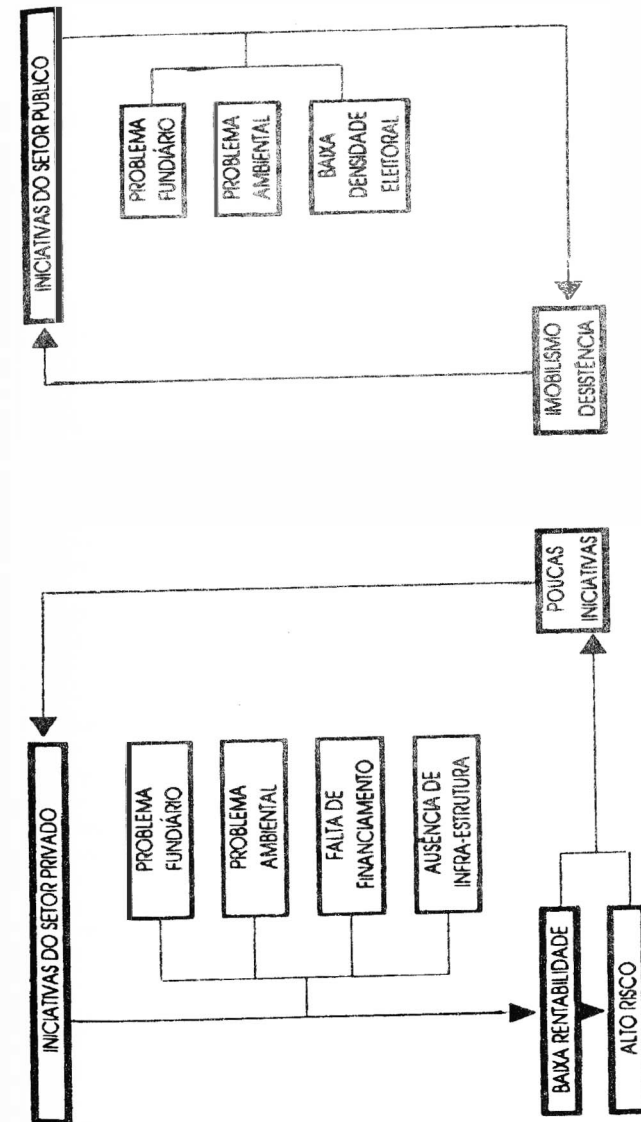 INICIATIVAS DO SETOR PRIVADO
PROBLEMA
FUNDIÁRIO
PROBLEMA
AMBIENTAL
FALTA DE
FINANCIAMENTO
AUSÊNCIA DE
INFRA-ESTRUTURA
BAIXA RENTABILIDADE
ALTO RISCO
POUCAS
INICIATIVAS
INICIATIVAS DO SETOR PUBLICO
PROBLEMA
FUNDIÁRIO
PROBLEMA
AMBIENTAL
BAIXA
DENSIDADE
ELEITORAL
IMOBILISMO
DESISTÊNCIA